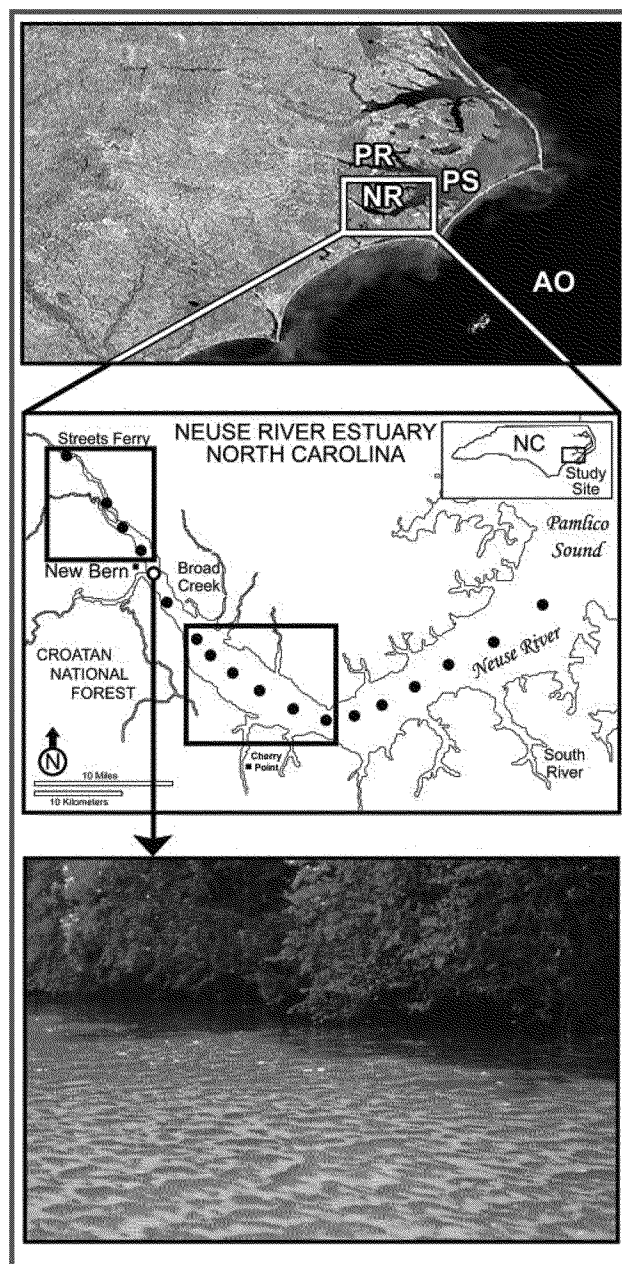 PR
PS
NR
AO
Streets Ferry
NEUSE RIVER ESTUARY
NORTH CAROLINA
NC
Study
Site
Pamlico
Sound
New Bern
Broad
Creek
Neuse River
CROATAN
NATIONAL
FOREST
N
Cherry
Point
South
River
10 Miles
10 Kilometers